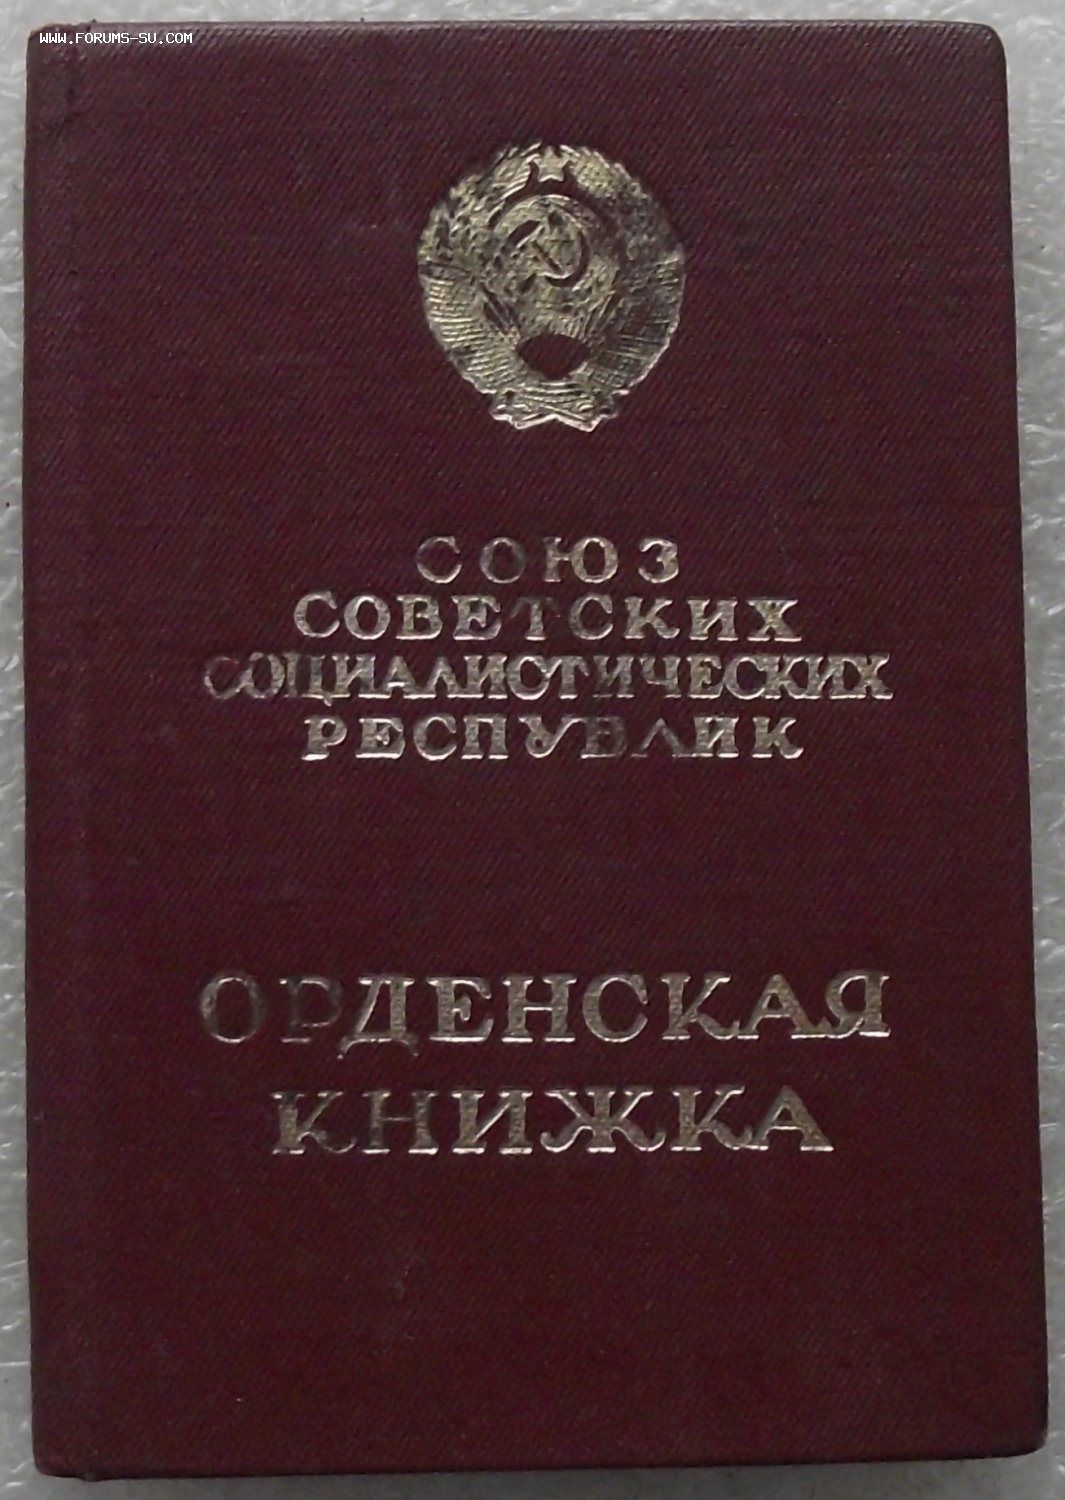 WWW.FORUMS-SU.COM
СОЮЗ
СОВЕТСКИХ
СОЦИАЛИСТИЧЕСКИХ
РЕСПУБЛИК
ОРДЕНСКАЯ
КНИЖКА